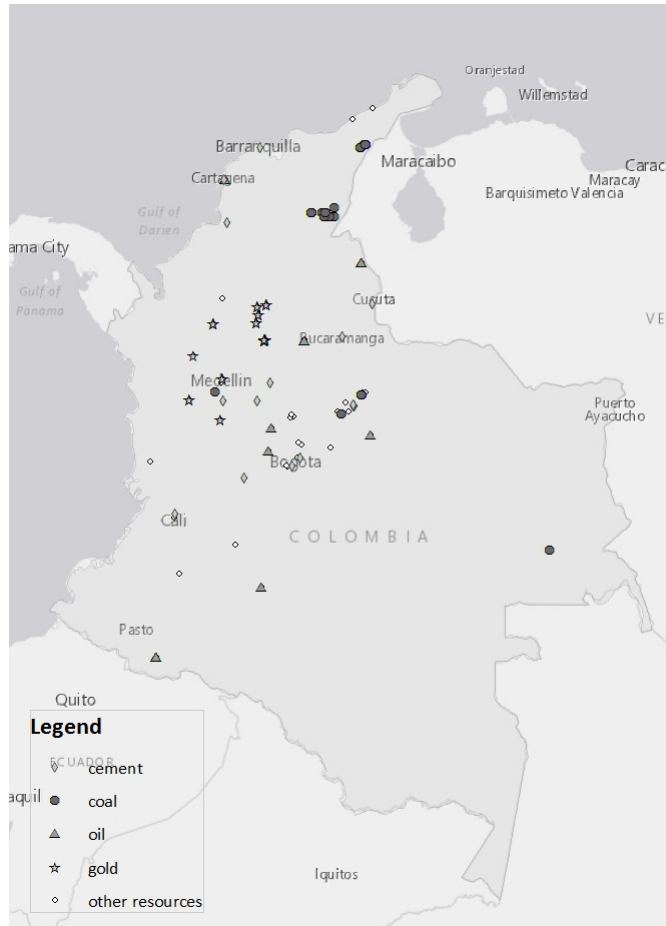 Oranjestad
Willemstad
Barranquilla
Maracaibo
Carac
Cartagena
Maracay
Barquisimeto Valencia
Gulf of
Darien
ama City
Gulf of
Panama
Cucuta
VE
Bucaramanga
Medellin
Puerto
Ayacucho
Bogota
Cali
COLOMBIA
Pasto
Quito
Legend
ECUADOR
cement
aquil
coal
oil
gold
Iquitos
other resources